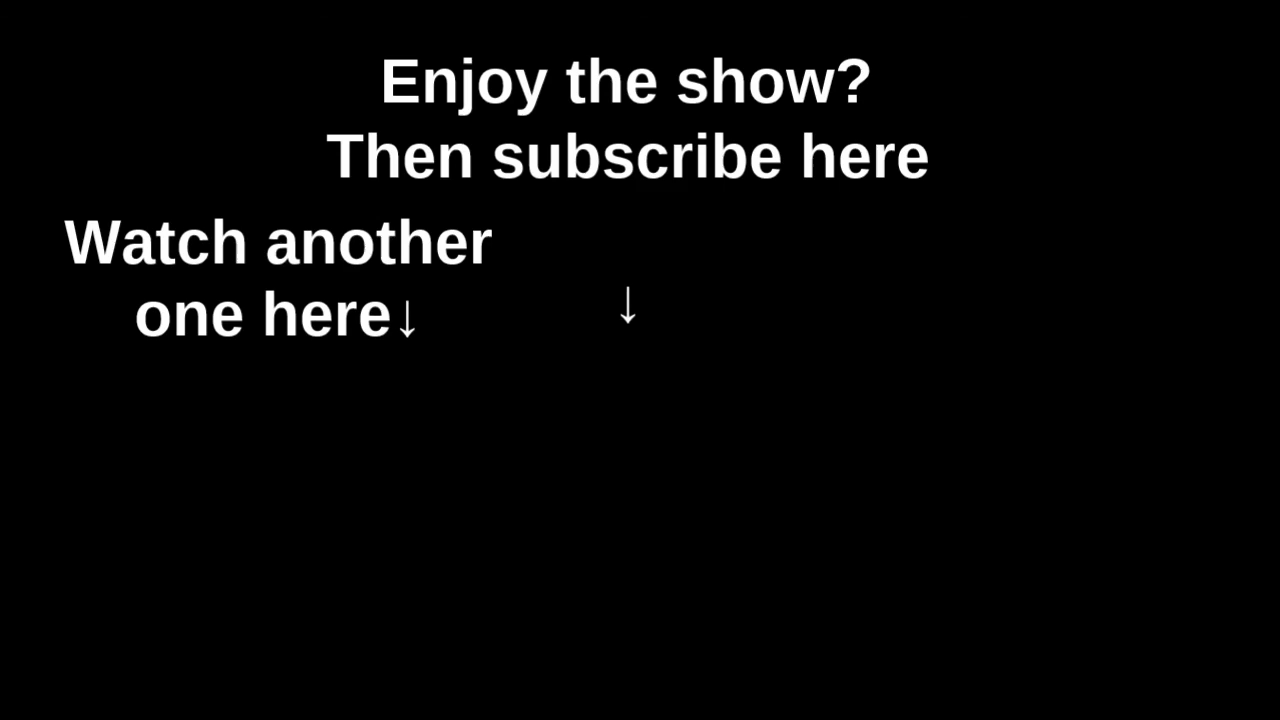 Enjoy the show?
Then subscribe here
Watch another
one here↓
↓